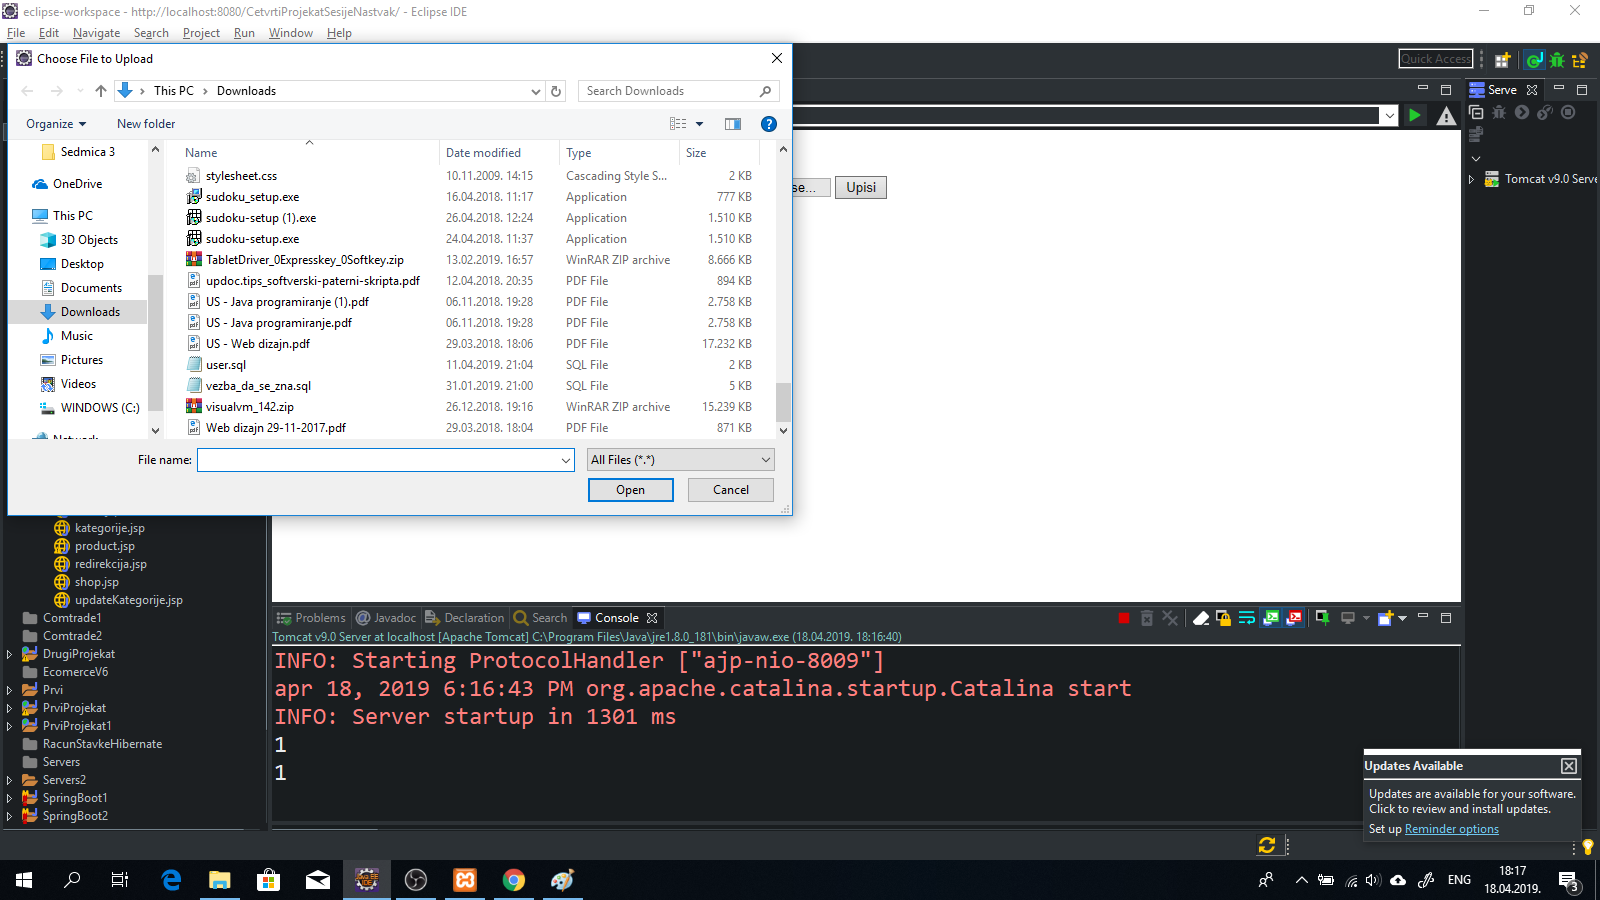 eclipse-workspace - http://localhost:8080/CetvrtiProjekatSesijeNastvak/ - Eclipse IDE
File Edit Navigate Search Project Run Window Help
Choose File to Upload
This PC > Downloads
Search Downloads
Organize New folder
Sedmica 3
OneDrive
This PC
3D Objects
Desktop
Documents
Downloads
Music
Pictures
Videos
WINDOWS (C:)
Network
Name Date modified Type Size
stylesheet.css 10.11.2009. 14:15 Cascading Style S... 2 KB
sudoku_setup.exe 16.04.2018. 11:17 Application 777 KB
sudoku-setup (1).exe 26.04.2018. 12:24 Application 1.510 KB
sudoku-setup.exe 24.04.2018. 11:37 Application 1.510 KB
TabletDriver_0Expresskey_0Softkey.zip 13.02.2019. 16:57 WinRAR ZIP archive 8.666 KB
updoc.tips_softverski-paterni-skripta.pdf 12.04.2018. 20:35 PDF File 894 KB
US - Java programiranje (1).pdf 06.11.2018. 19:28 PDF File 2.758 KB
US - Java programiranje.pdf 06.11.2018. 19:28 PDF File 2.758 KB
US - Web dizajn.pdf 29.03.2018. 18:06 PDF File 17.232 KB
user.sql 11.04.2019. 21:04 SQL File 2 KB
vezba_da_se_zna.sql 31.01.2019. 21:00 SQL File 5 KB
visualvm_142.zip 26.12.2018. 19:16 WinRAR ZIP archive 15.239 KB
Web dizajn 29-11-2017.pdf 29.03.2018. 18:04 PDF File 871 KB
File name: All Files (*.*)
Open Cancel
Quick Access
Serve
Tomcat v9.0 Serve
se... Upisi
kategorije.jsp
product.jsp
redirekcija.jsp
shop.jsp
updateKategorije.jsp
Comtrade1
Comtrade2
DrugiProjekat
EcomerceV6
Prvi
PrviProjekat
PrviProjekat1
RacunStavkeHibernate
Servers
Servers2
SpringBoot1
SpringBoot2
Problems @ Javadoc Declaration Search Console
Tomcat v9.0 Server at localhost [Apache Tomcat] C:\Program Files\Java\jre1.8.0_181\bin\javaw.exe (18.04.2019. 18:16:40)
INFO: Starting ProtocolHandler ["ajp-nio-8009"]
apr 18, 2019 6:16:43 PM org.apache.catalina.startup.Catalina start
INFO: Server startup in 1301 ms
1
1
Updates Available
Updates are available for your software.
Click to review and install updates.
Set up Reminder options
ENG
18:17
18.04.2019.
3